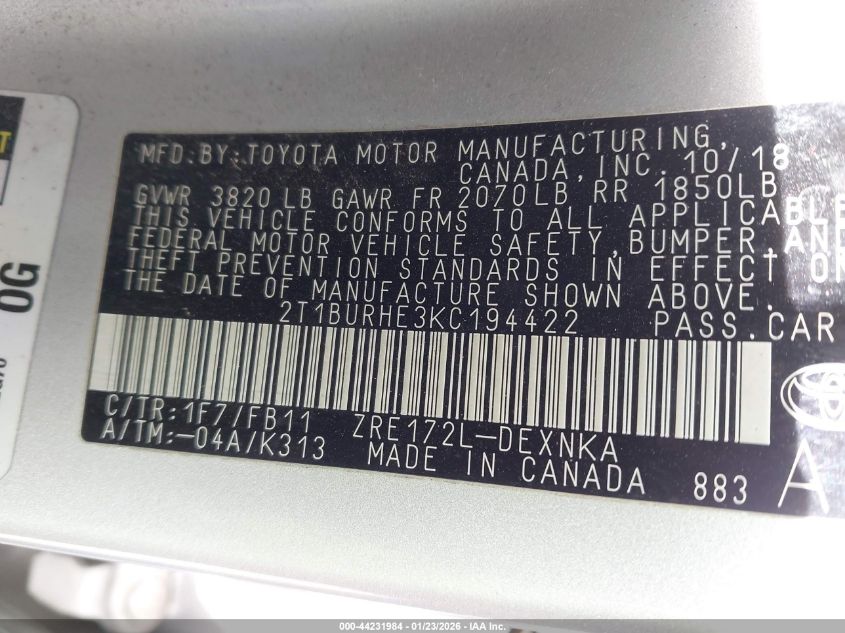 MFD.BY:TOYOTA MOTOR MANUFACTURING,
CANADA, INC. 10/18
GVWR 3820 LB GAWR FR 2070LB RR 1850LB
THIS VEHICLE CONFORMS TO ALL APPLICABLE
FEDERAL MOTOR VEHICLE SAFETY, BUMPER AND
THEFT PREVENTION STANDARDS IN EFFECT ON
THE DATE OF MANUFACTURE SHOWN ABOVE.
2T1BURHE3KC194422 PASS.CAR
C/TR:1F7/FB11 ZRE172L-DEXNKA
A/TM:-04A/K313 MADE IN CANADA 883
A
0G
000-44231984 - 01/23/2026 - IAA Inc.